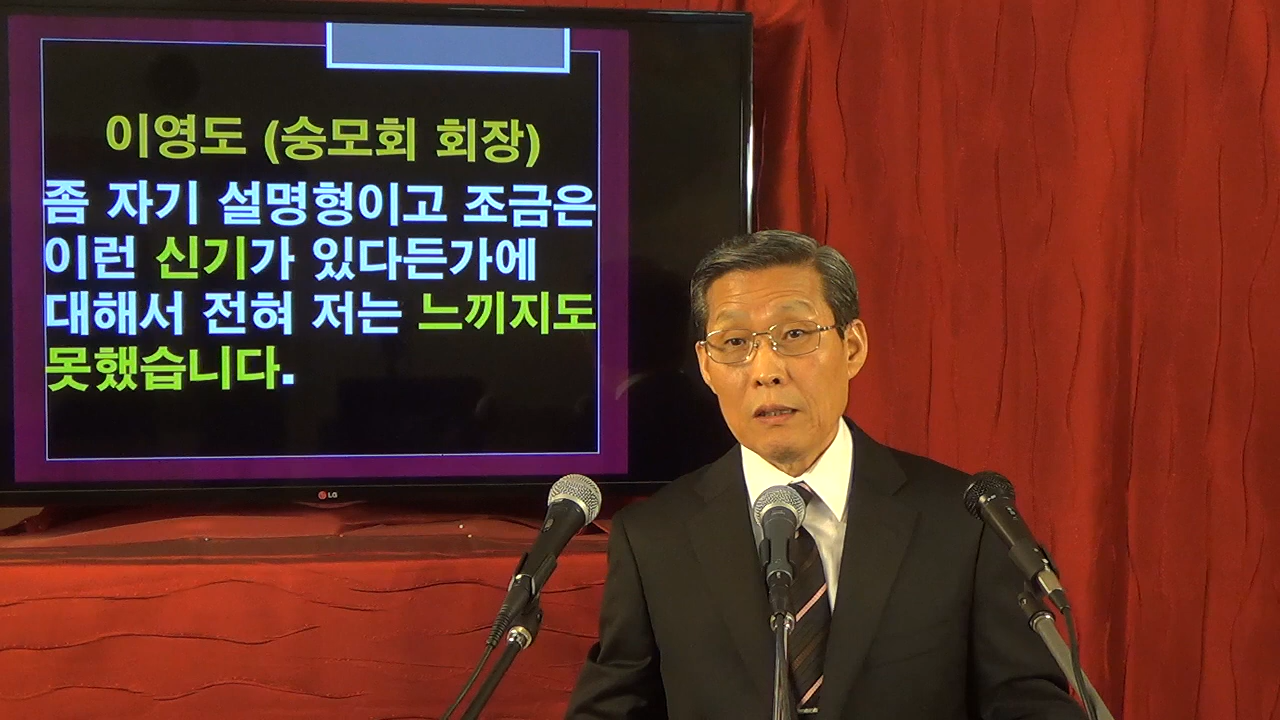 이영도 (숭모회 회장)
좀 자기 설명형이고 조금은
이런 신기가 있다든가에
대해서 전혀 저는 느끼지도
못했습니다.
LG